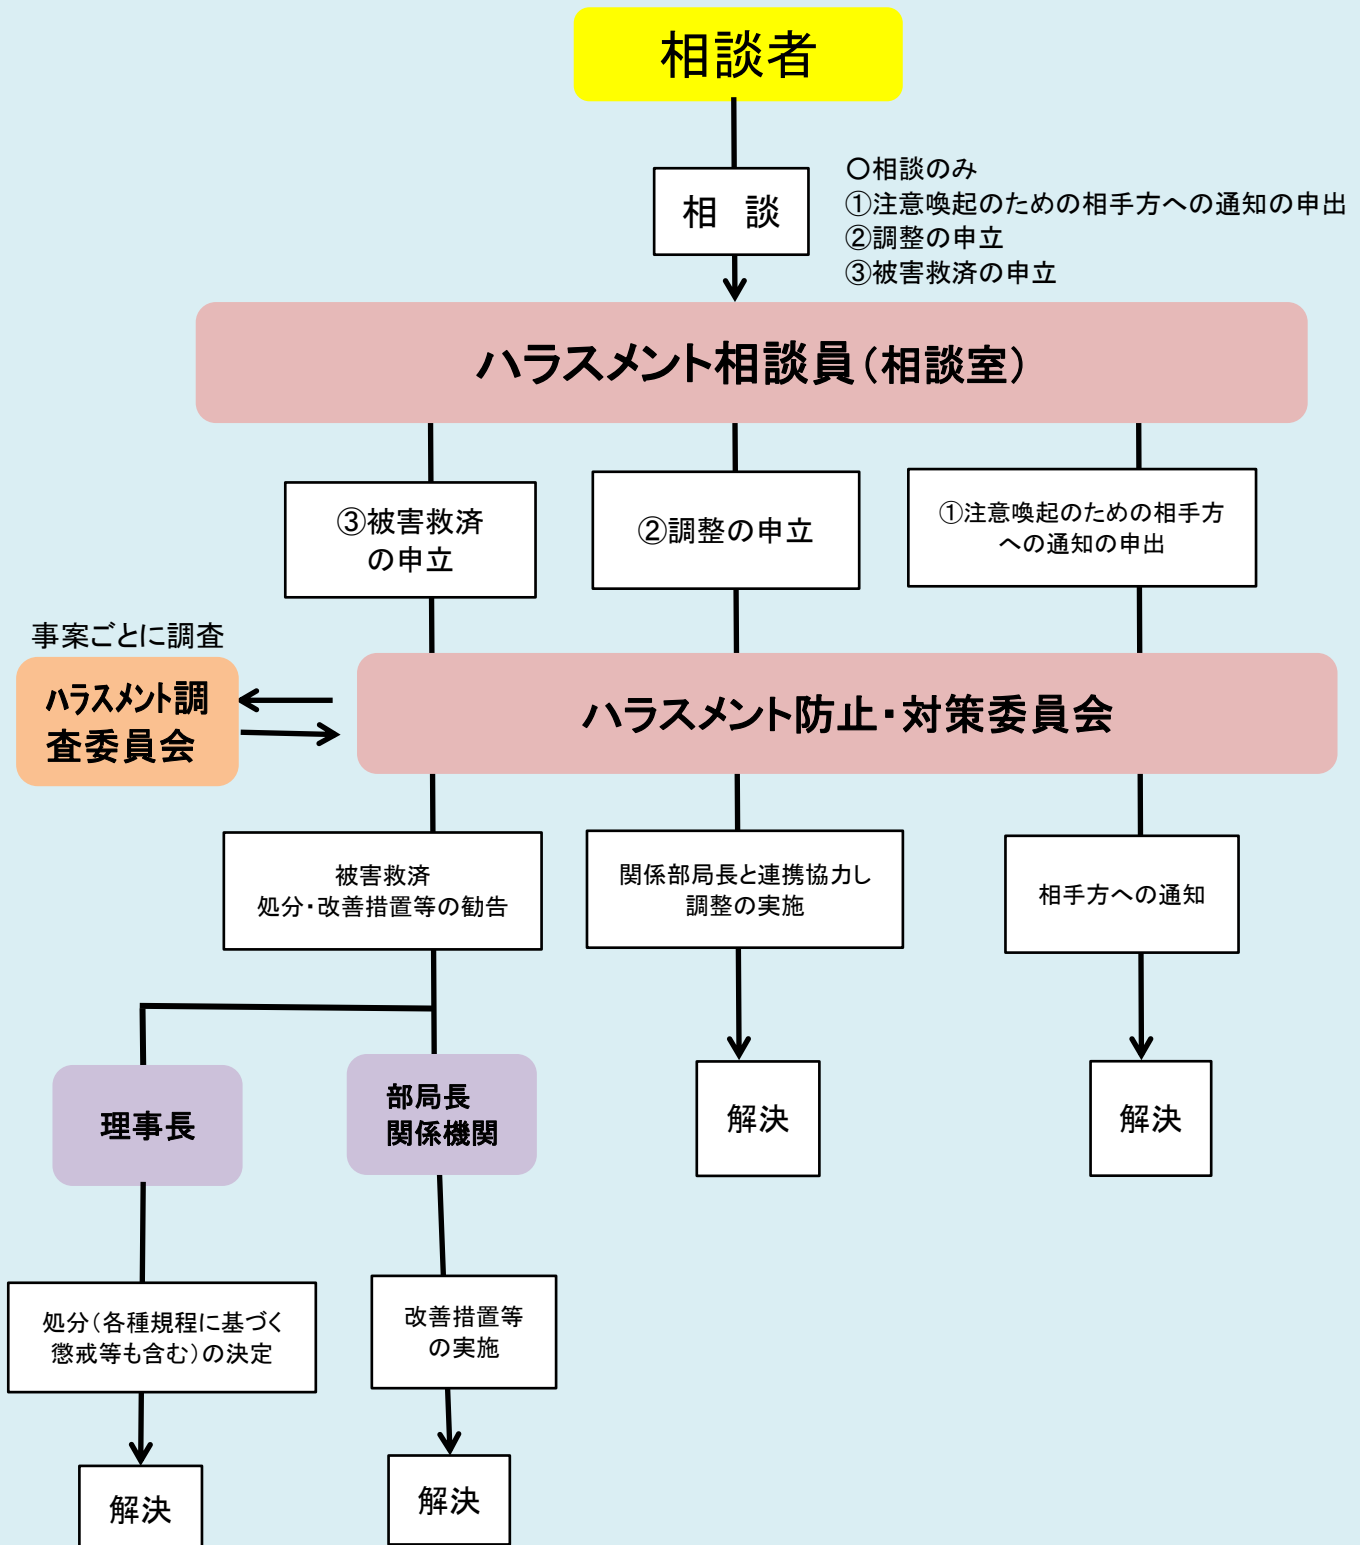 相談者
相　談
〇相談のみ
①注意喚起のための相手方への通知の申出
②調整の申立
③被害救済の申立
ハラスメント相談員(相談室)
③被害救済
の申立
②調整の申立
①注意喚起のための相手方
への通知の申出
事案ごとに調査
ハラスメント調
査委員会
ハラスメント防止・対策委員会
被害救済
処分・改善措置等の勧告
関係部局長と連携協力し
調整の実施
相手方への通知
理事長
部局長
関係機関
解決
解決
処分(各種規程に基づく
懲戒等も含む)の決定
改善措置等
の実施
解決
解決